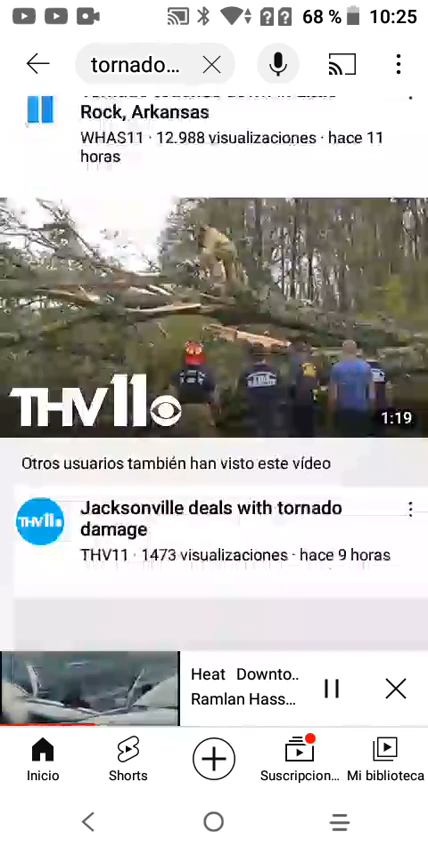 68 % 10:25
tornado...
Rock, Arkansas
WHAS11 · 12.988 visualizaciones · hace 11
horas
THV11
1:19
Otros usuarios también han visto este vídeo
THV11
Jacksonville deals with tornado
damage
THV11 · 1473 visualizaciones · hace 9 horas
Heat Downto..
Ramlan Hass...
Inicio
Shorts
Suscripcion...
Mi biblioteca